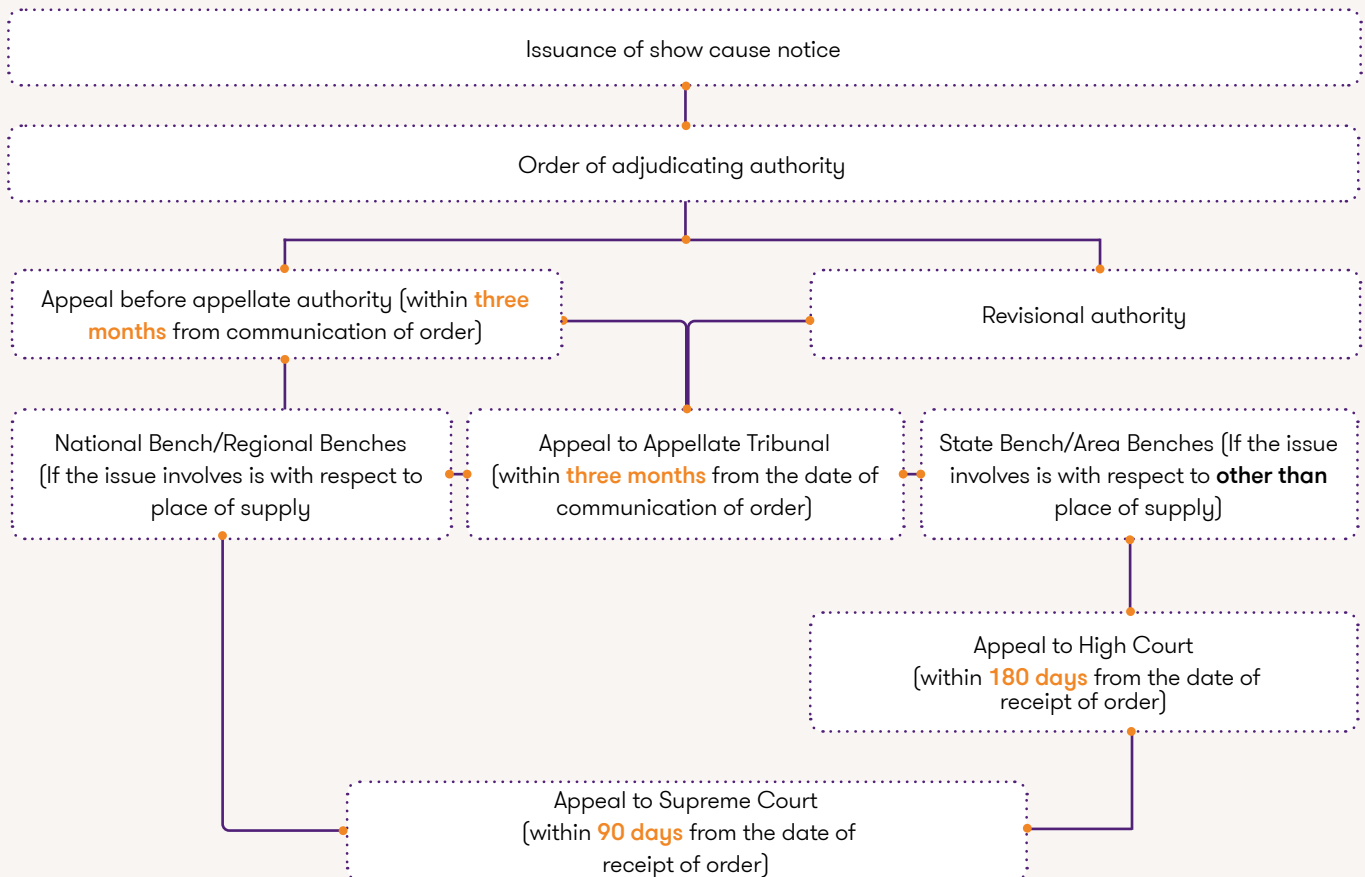 Issuance of show cause notice
Order of adjudicating authority
Appeal before appellate authority (within three
months from communication of order)
Revisional authority
National Bench/Regional Benches
(If the issue involves is with respect to
place of supply
Appeal to Appellate Tribunal
(within three months from the date of
communication of order)
State Bench/Area Benches (If the issue
involves is with respect to other than
place of supply)
Appeal to High Court
(within 180 days from the date of
receipt of order)
Appeal to Supreme Court
(within 90 days from the date of
receipt of order)